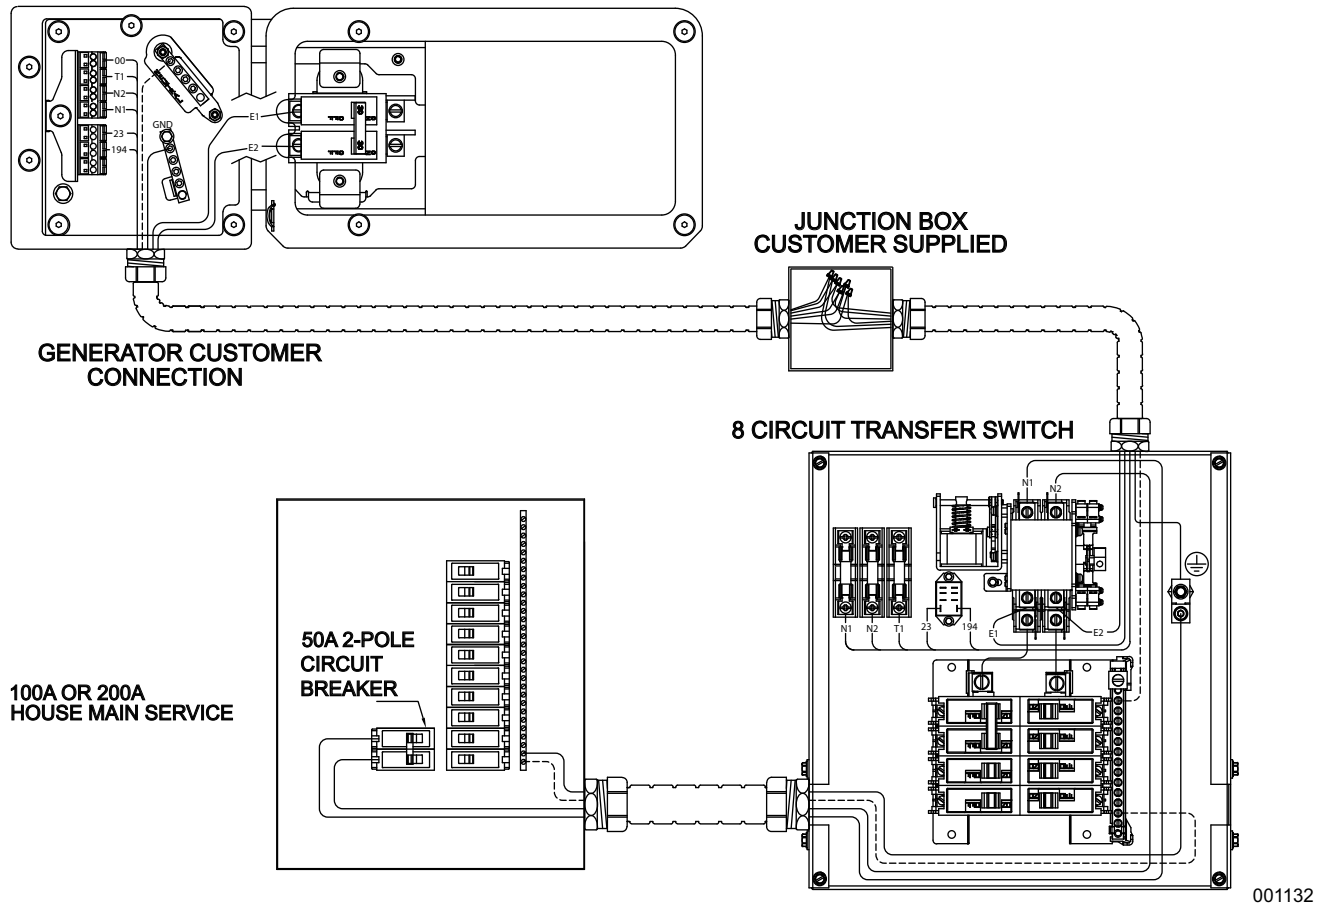 00
T1
N2
N1
23
194
GND
E1
E2
JUNCTION BOX
CUSTOMER SUPPLIED
GENERATOR CUSTOMER
CONNECTION
8 CIRCUIT TRANSFER SWITCH
N1
N2
N1
N2
T1
23
194
E1
E2
50A 2-POLE
CIRCUIT
BREAKER
100A OR 200A
HOUSE MAIN SERVICE
001132